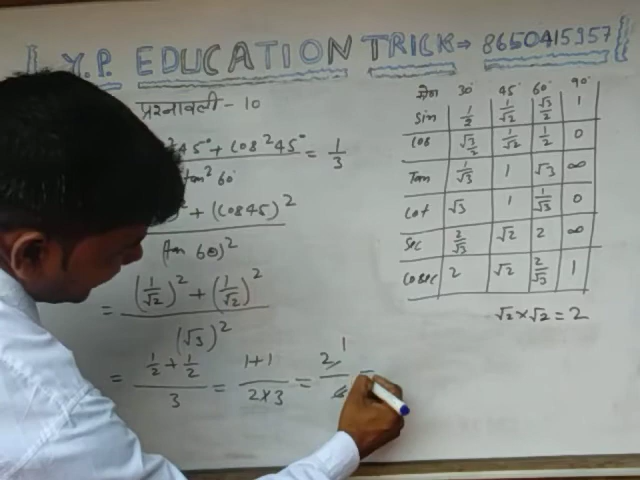 Y.P. EDUCATION TRICK → 8650415957
प्रश्नावली - 10
²45° + Cos²45° = 1/3
tan² 60°
² + (Cos45)²
(tan 60)²
= (1/√2)² + (1/√2)²
(√3)²
= 1/2 + 1/2 / 3 = 1+1 / 2×3 = 2 1 / =
30° 45° 60° 90°
Sin 1/2 1/√2 √3/2 1
Cos √3/2 1/√2 1/2 0
Tan 1/√3 1 √3 ∞
Cot √3 1 1/√3 0
Sec 2/√3 √2 2 ∞
Cosec 2 √2 2/√3 1
√2 × √2 = 2